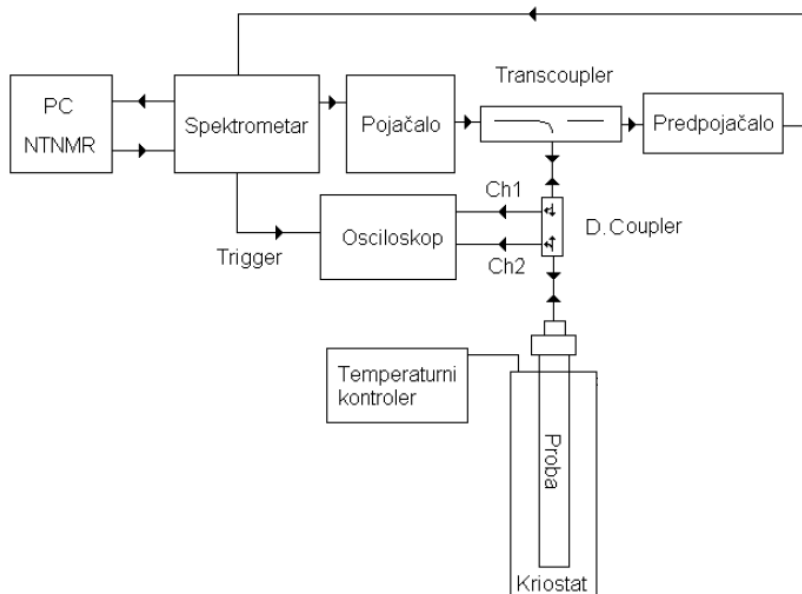 Transcoupler
PC
NTNMR
Spektrometar
Pojačalo
Predpojačalo
Ch1
Osciloskop
D.Coupler
Trigger
Ch2
Temperaturni
kontroler
Proba
Kriostat